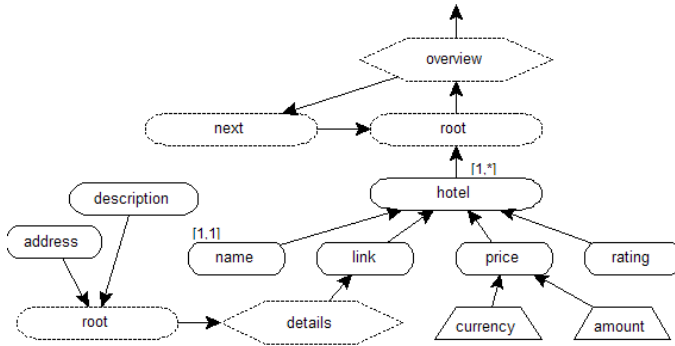 overview
next
root
[1,*]
hotel
description
[1,1]
address
name
link
price
rating
root
details
currency
amount